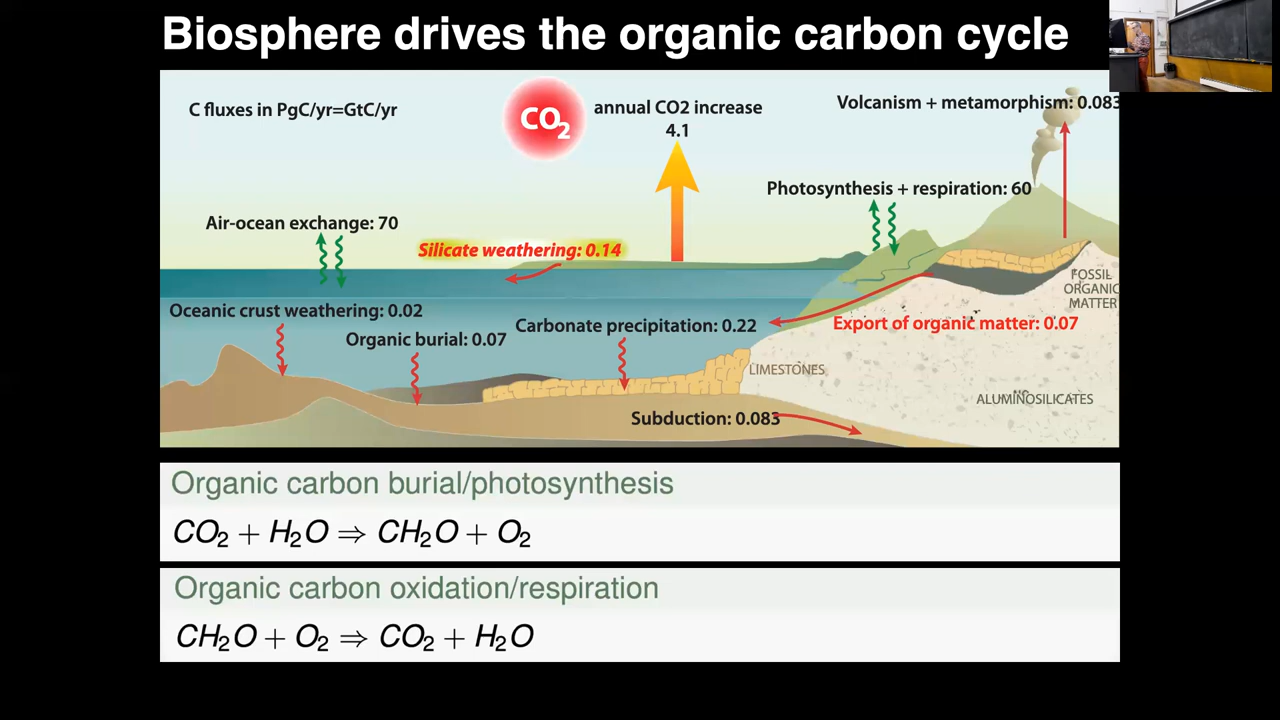 Biosphere drives the organic carbon cycle
C fluxes in PgC/yr=GtC/yr
CO₂
annual CO2 increase
4.1
Volcanism + metamorphism: 0.083
Photosynthesis + respiration: 60
Air-ocean exchange: 70
Silicate weathering: 0.14
FOSSIL
ORGANIC
MATTER
Oceanic crust weathering: 0.02
Organic burial: 0.07
Carbonate precipitation: 0.22
Export of organic matter: 0.07
LIMESTONES
ALUMINOSILICATES
Subduction: 0.083
Organic carbon burial/photosynthesis
CO₂ + H₂O ⇒ CH₂O + O₂
Organic carbon oxidation/respiration
CH₂O + O₂ ⇒ CO₂ + H₂O